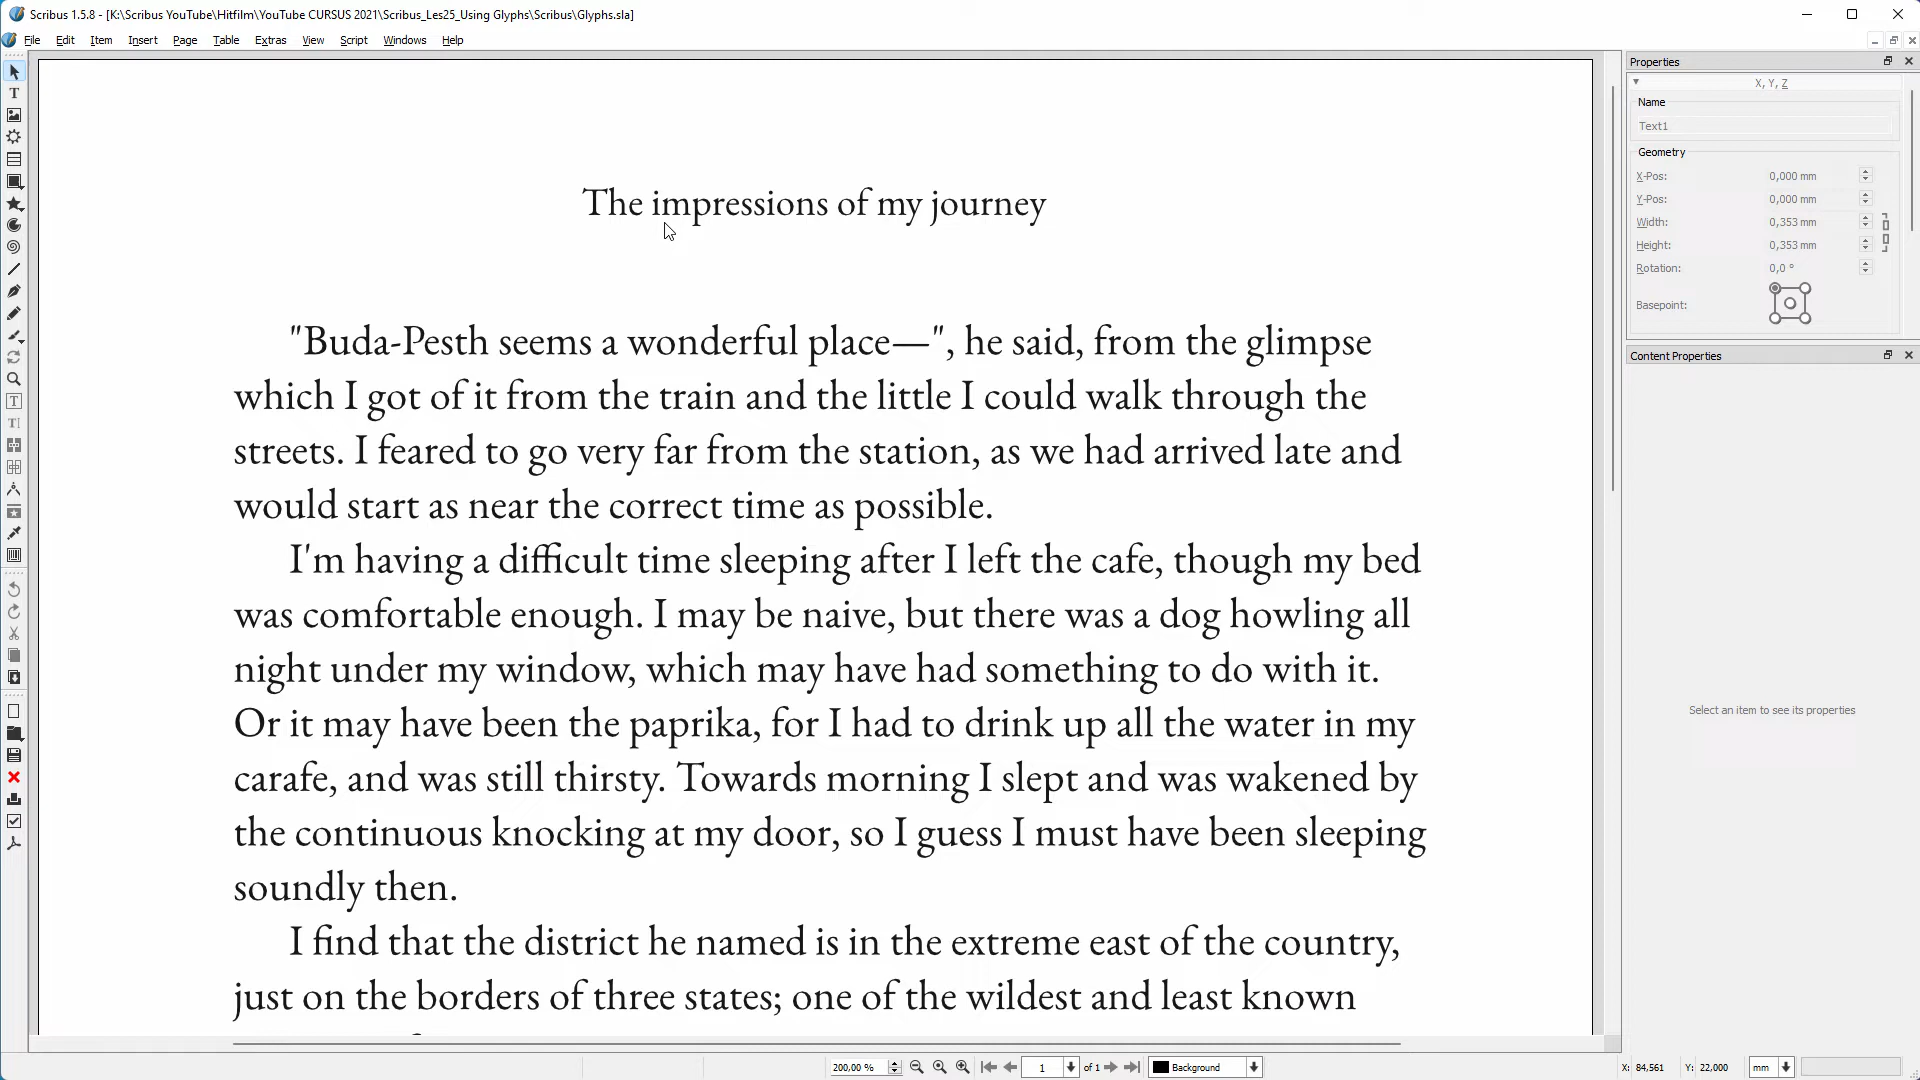 Scribus 1.5.8 - [K:\Scribus YouTube\Hitfilm\YouTube CURSUS 2021\Scribus_Les25_Using Glyphs\Scribus\Glyphs.sla]
File Edit Item Insert Page Table Extras View Script Windows Help
Properties
X, Y, Z
Name
Text1
Geometry
X-Pos: 0,000 mm
Y-Pos: 0,000 mm
Width: 0,353 mm
Height: 0,353 mm
Rotation: 0,0 °
Basepoint:
Content Properties
Select an item to see its properties
The impressions of my journey
"Buda-Pesth seems a wonderful place—", he said, from the glimpse
which I got of it from the train and the little I could walk through the
streets. I feared to go very far from the station, as we had arrived late and
would start as near the correct time as possible.
I'm having a difficult time sleeping after I left the cafe, though my bed
was comfortable enough. I may be naive, but there was a dog howling all
night under my window, which may have had something to do with it.
Or it may have been the paprika, for I had to drink up all the water in my
carafe, and was still thirsty. Towards morning I slept and was wakened by
the continuous knocking at my door, so I guess I must have been sleeping
soundly then.
I find that the district he named is in the extreme east of the country,
just on the borders of three states; one of the wildest and least known
200,00 % 1 of 1 Background X: 84,561 Y: 22,000 mm